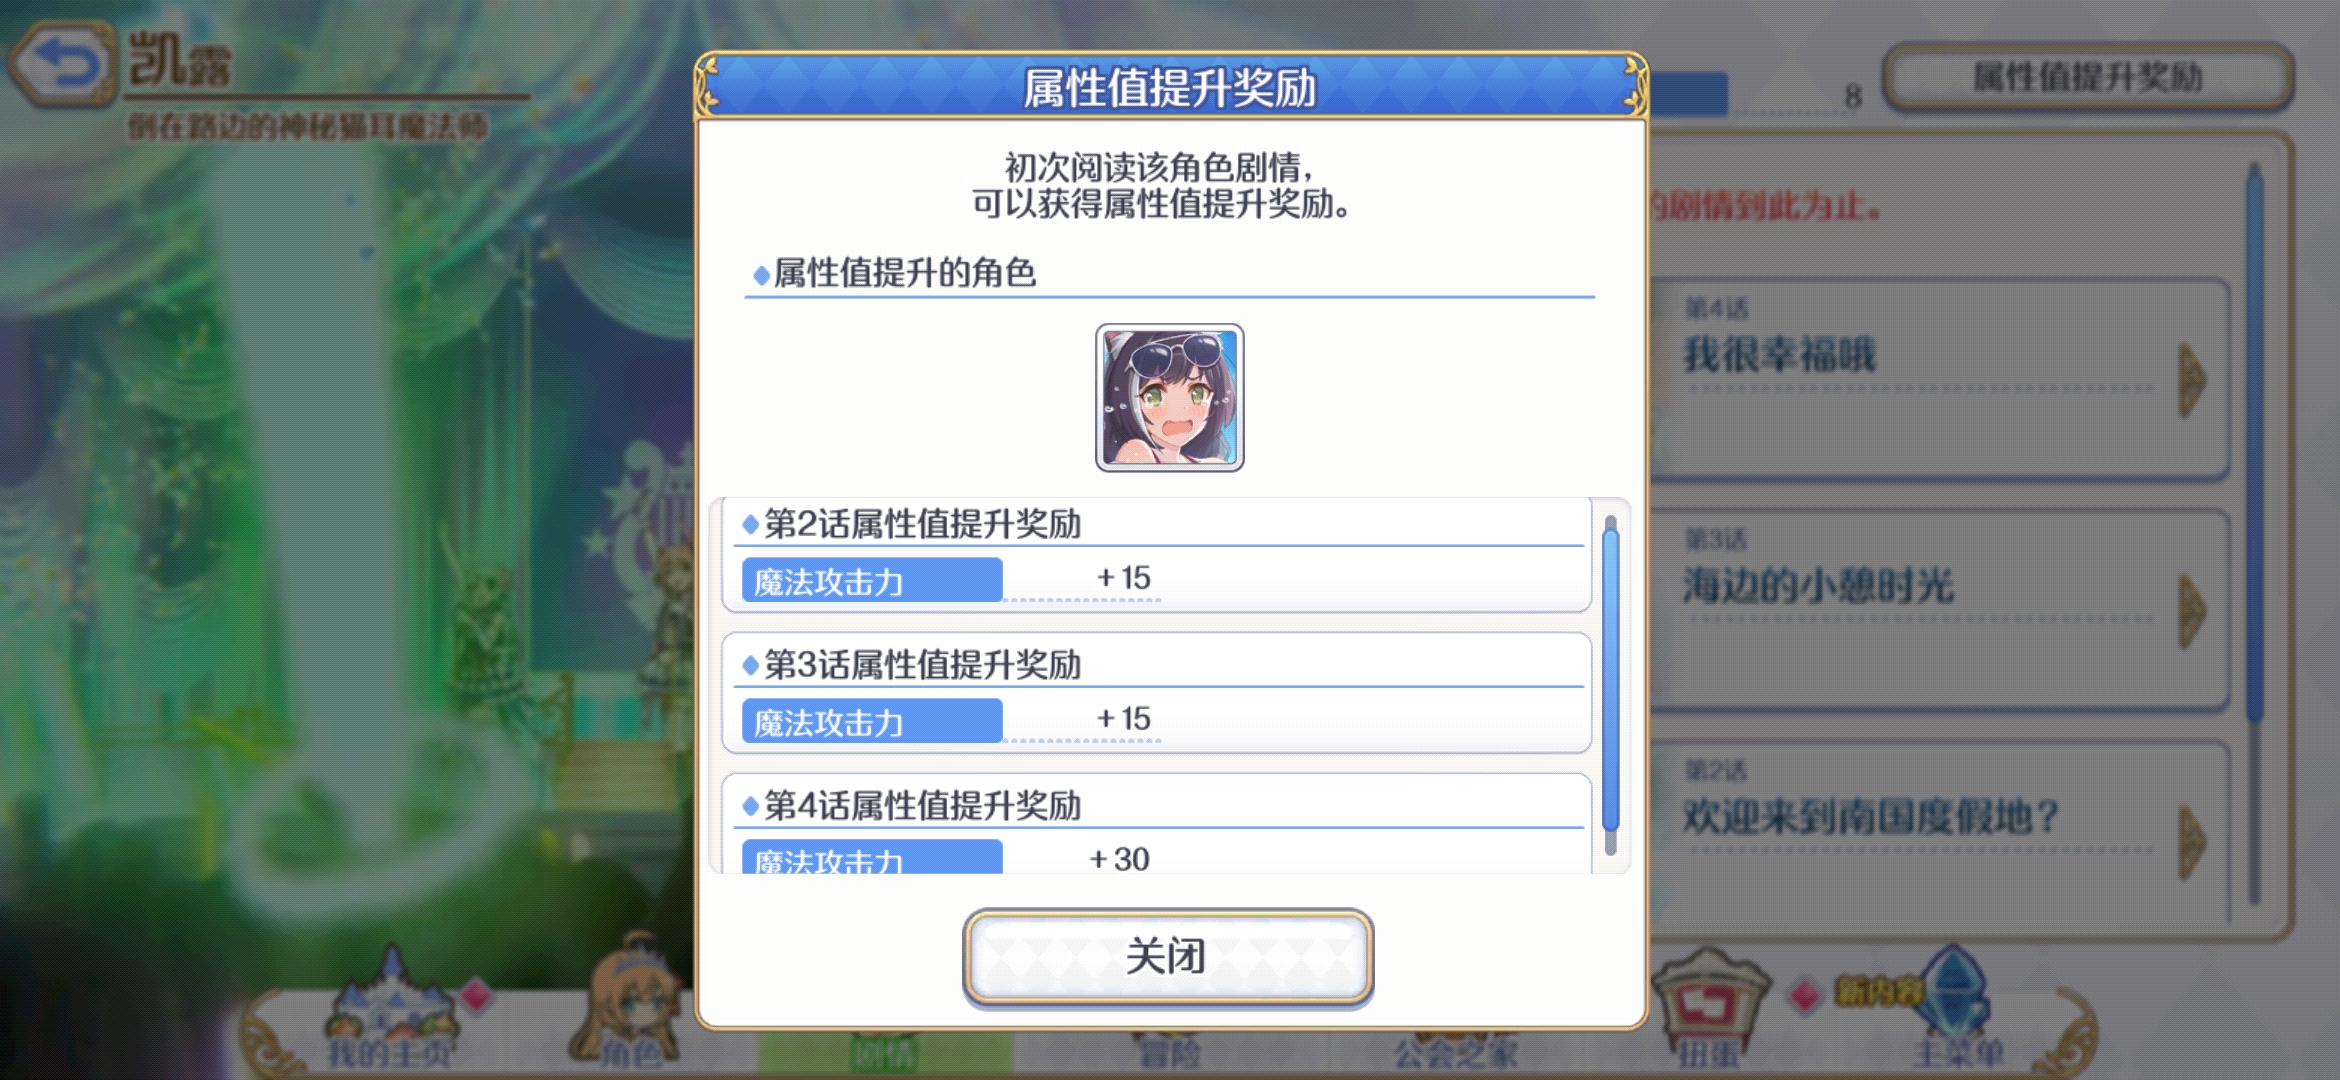 凯露
倒在路边的神秘猫耳魔法师
8
属性值提升奖励
属性值提升奖励
初次阅读该角色剧情，
可以获得属性值提升奖励。
属性值提升的角色
第2话属性值提升奖励
魔法攻击力 +15
第3话属性值提升奖励
魔法攻击力 +15
第4话属性值提升奖励
魔法攻击力 +30
关闭
的剧情到此为止。
第4话
我很幸福哦
第3话
海边的小憩时光
第2话
欢迎来到南国度假地？
我的主页
角色
剧情
冒险
公会之家
扭蛋
新内容
主菜单